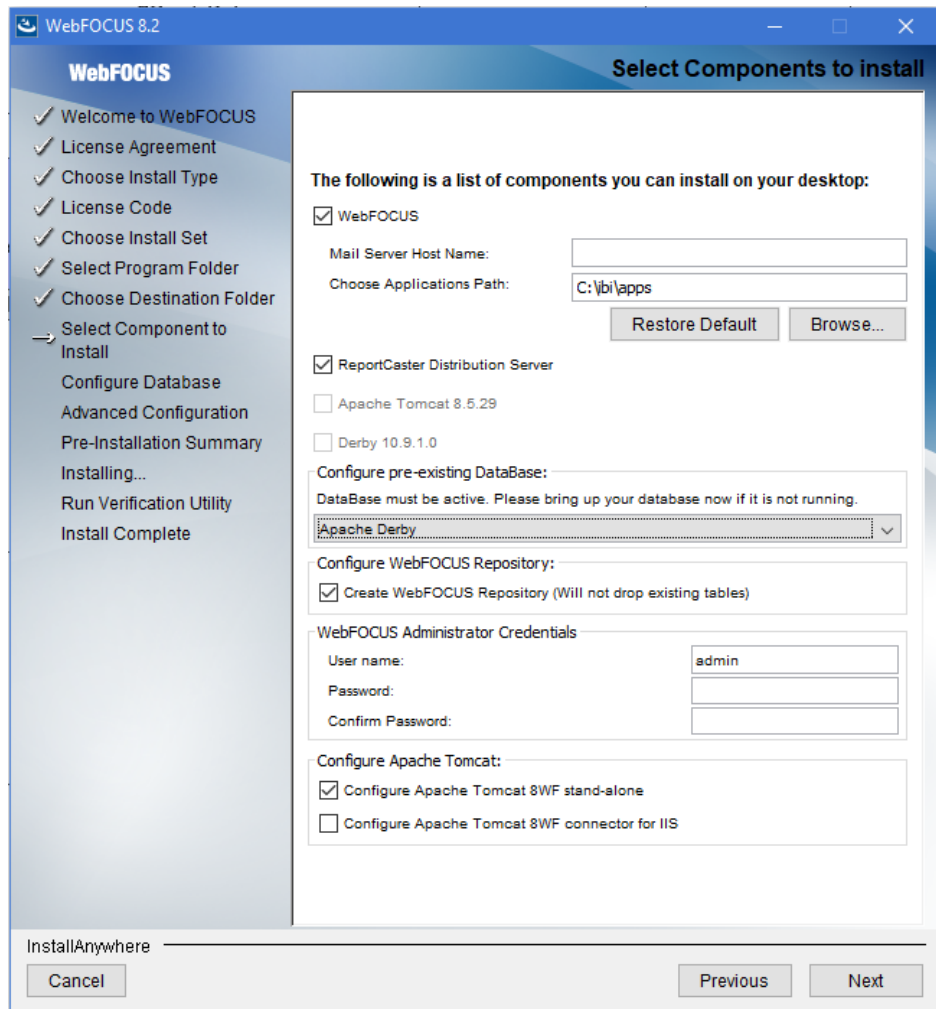 WebFOCUS 8.2
WebFOCUS
Select Components to install
Welcome to WebFOCUS
License Agreement
Choose Install Type
License Code
Choose Install Set
Select Program Folder
Choose Destination Folder
Select Component to
Install
Configure Database
Advanced Configuration
Pre-Installation Summary
Installing...
Run Verification Utility
Install Complete
The following is a list of components you can install on your desktop:
WebFOCUS
Mail Server Host Name:
Choose Applications Path:
C:\ibi\apps
Restore Default
Browse...
ReportCaster Distribution Server
Apache Tomcat 8.5.29
Derby 10.9.1.0
Configure pre-existing DataBase:
DataBase must be active. Please bring up your database now if it is not running.
Apache Derby
Configure WebFOCUS Repository:
Create WebFOCUS Repository (Will not drop existing tables)
WebFOCUS Administrator Credentials
User name:
admin
Password:
Confirm Password:
Configure Apache Tomcat:
Configure Apache Tomcat 8WF stand-alone
Configure Apache Tomcat 8WF connector for IIS
InstallAnywhere
Cancel
Previous
Next